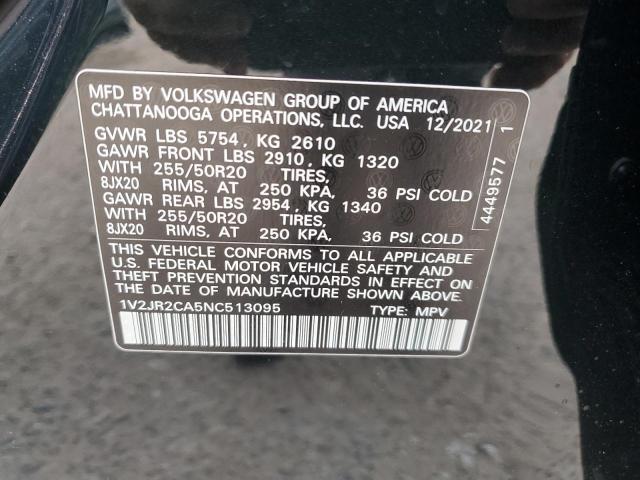 MFD BY VOLKSWAGEN GROUP OF AMERICA
CHATTANOOGA OPERATIONS, LLC. USA 12/2021
GVWR LBS 5754, KG 2610
GAWR FRONT LBS 2910, KG 1320
WITH 255/50R20 TIRES,
8JX20 RIMS, AT 250 KPA, 36 PSI COLD
GAWR REAR LBS 2954, KG 1340
WITH 255/50R20 TIRES,
8JX20 RIMS, AT 250 KPA, 36 PSI COLD
THIS VEHICLE CONFORMS TO ALL APPLICABLE
U.S. FEDERAL MOTOR VEHICLE SAFETY AND
THEFT PREVENTION STANDARDS IN EFFECT ON
THE DATE OF MANUFACTURE SHOWN ABOVE.
1V2JR2CA5NC513095 TYPE: MPV
4449577 1